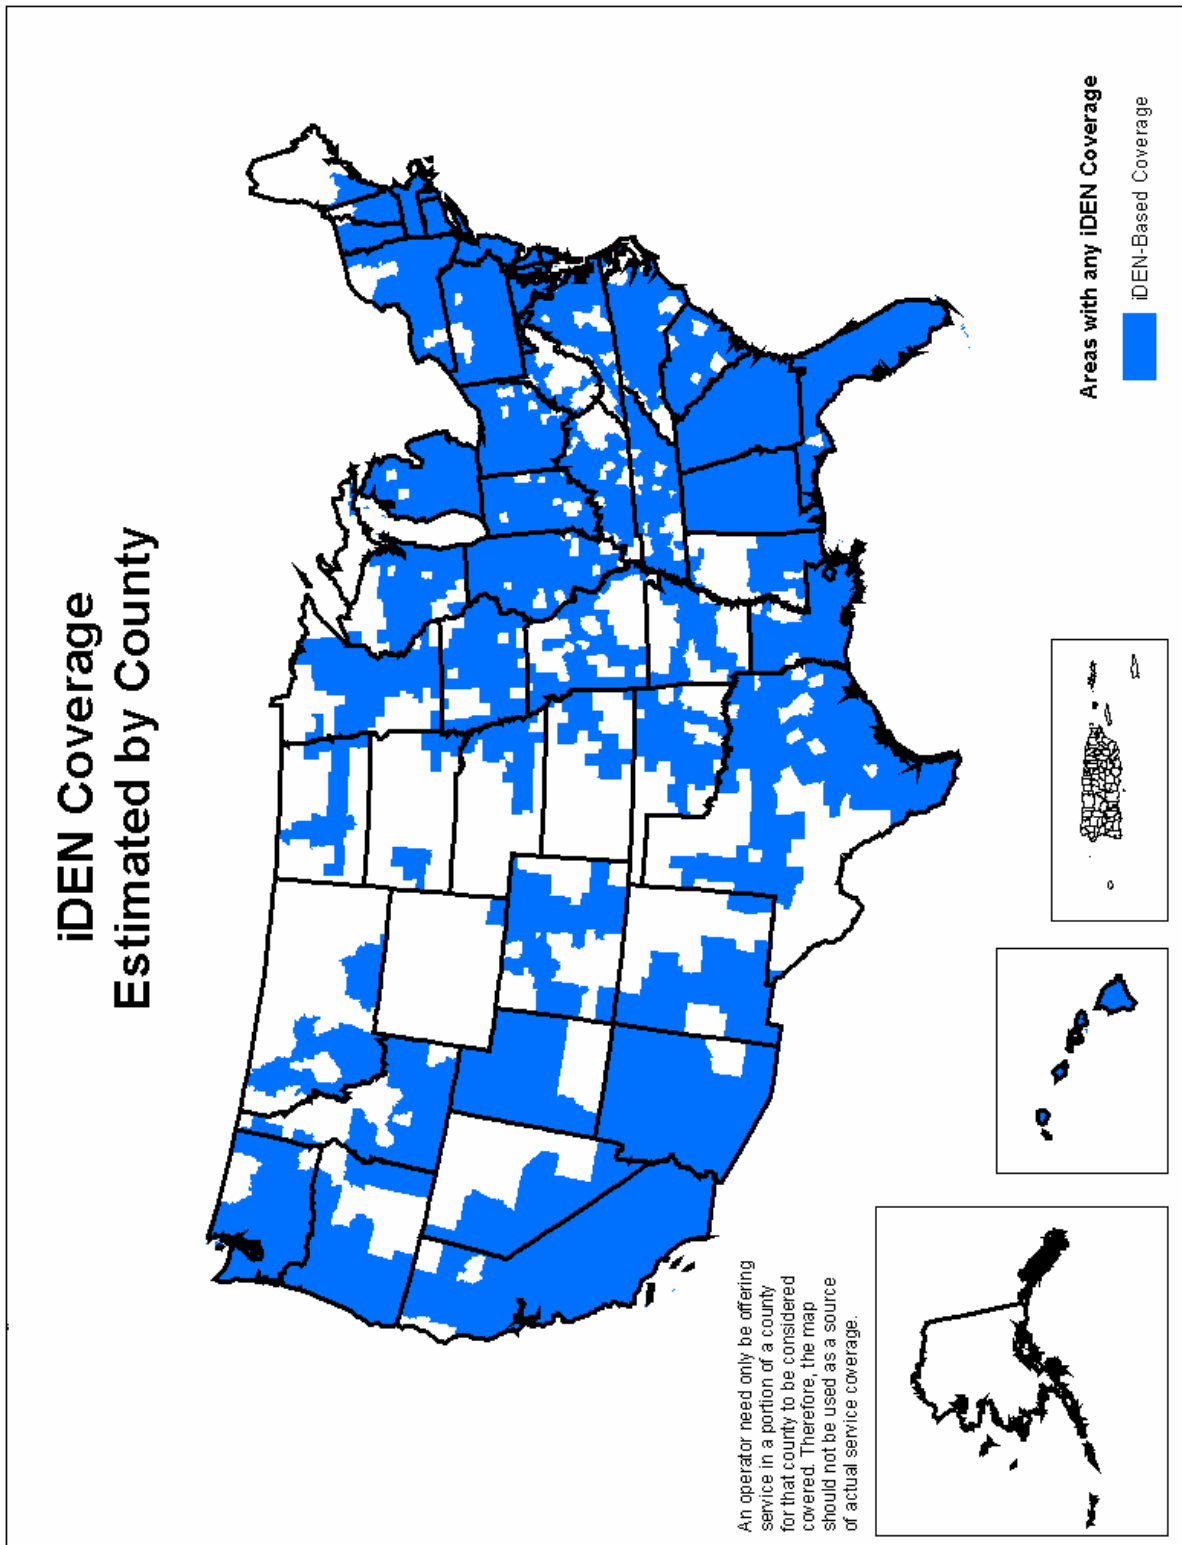 iDEN Coverage
Estimated by County
An operator need only be offering
service in a portion of a county
for that county to be considered
covered. Therefore, the map
should not be used as a source
of actual service coverage.
Areas with any iDEN Coverage
iDEN-Based Coverage